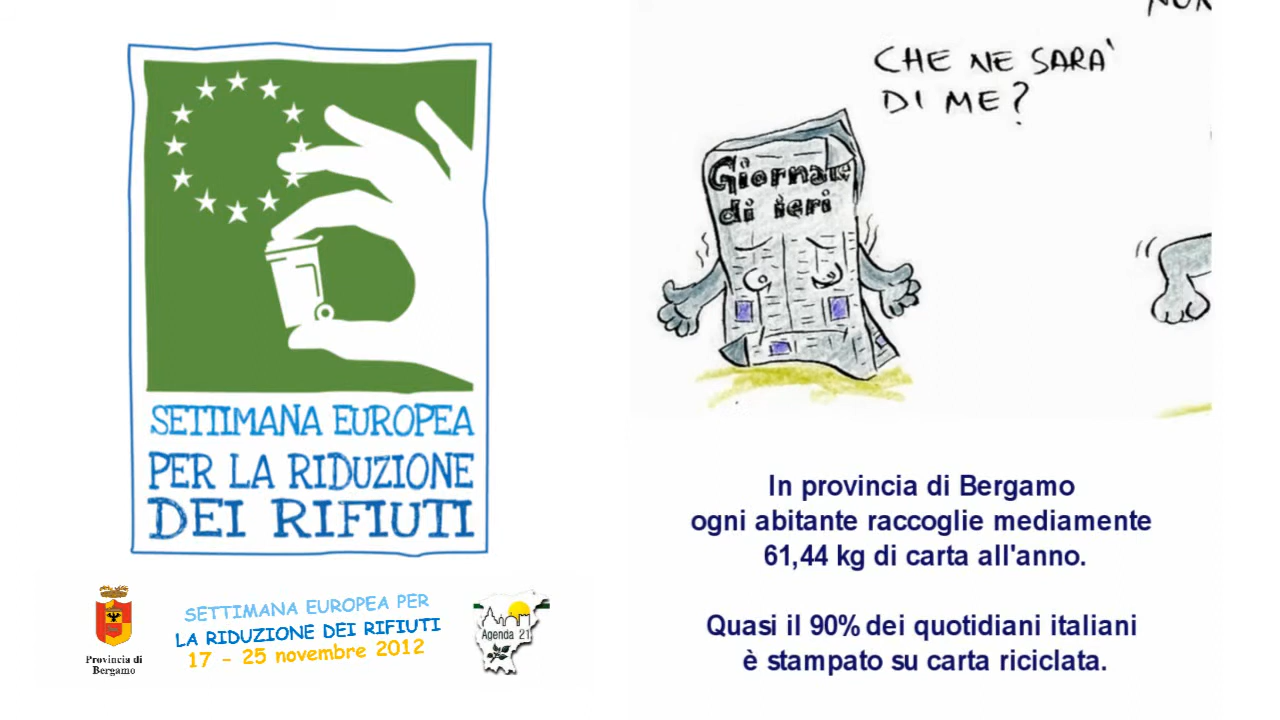 SETTIMANA EUROPEA
PER LA RIDUZIONE
DEI RIFIUTI
Provincia di
Bergamo
SETTIMANA EUROPEA PER
LA RIDUZIONE DEI RIFIUTI
17 - 25 novembre 2012
Agenda 21
CHE NE SARA'
DI ME?
Giornale
di ieri
In provincia di Bergamo
ogni abitante raccoglie mediamente
61,44 kg di carta all'anno.
Quasi il 90% dei quotidiani italiani
è stampato su carta riciclata.